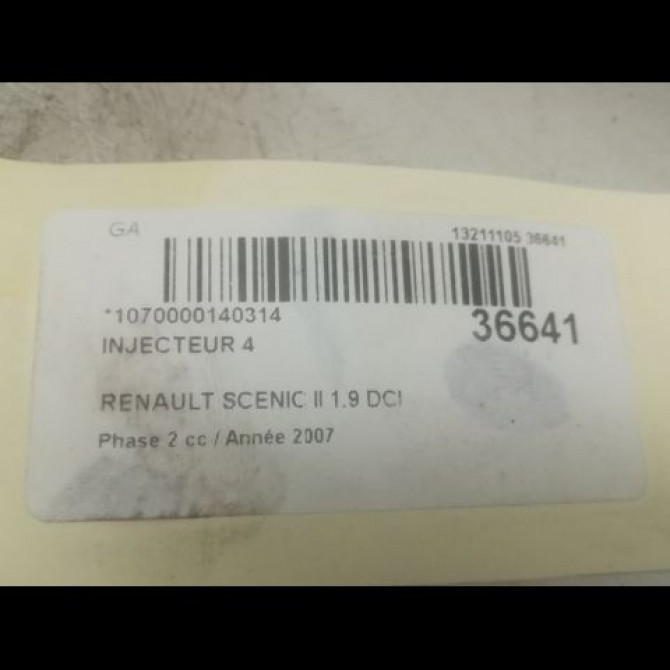 GA 13211105 36641
*1070000140314 36641
INJECTEUR 4
RENAULT SCENIC II 1.9 DCI
Phase 2 cc / Année 2007